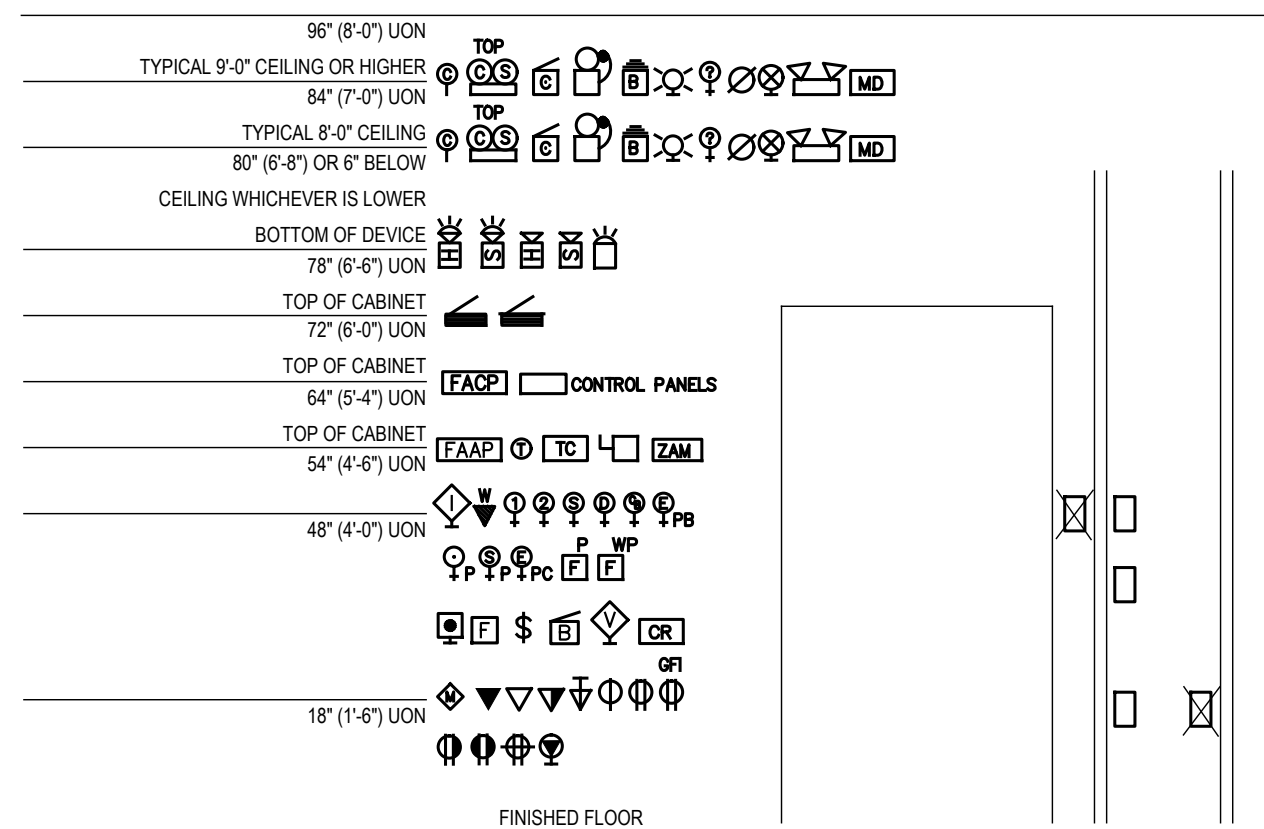 96" (8'-0") UON
TOP
TYPICAL 9'-0" CEILING OR HIGHER
C C S C B ? MD
84" (7'-0") UON
TOP
TYPICAL 8'-0" CEILING
C C S C B ? MD
80" (6'-8") OR 6" BELOW
CEILING WHICHEVER IS LOWER
BOTTOM OF DEVICE
H S H S
78" (6'-6") UON
TOP OF CABINET
72" (6'-0") UON
TOP OF CABINET
FACP CONTROL PANELS
64" (5'-4") UON
TOP OF CABINET
FAAP T TC ZAM
54" (4'-6") UON
W
I 1 2 S D CB E PB
48" (4'-0") UON
P WP
P S P E PC F F
F $ B V CR
GFI
M
18" (1'-6") UON
FINISHED FLOOR